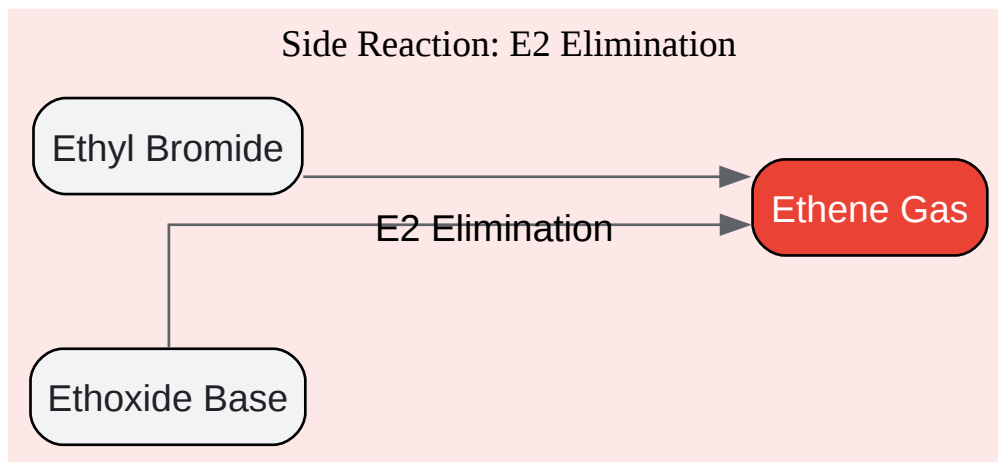 Side Reaction: E2 Elimination
Ethyl Bromide
Ethene Gas
E2 Elimination
Ethoxide Base